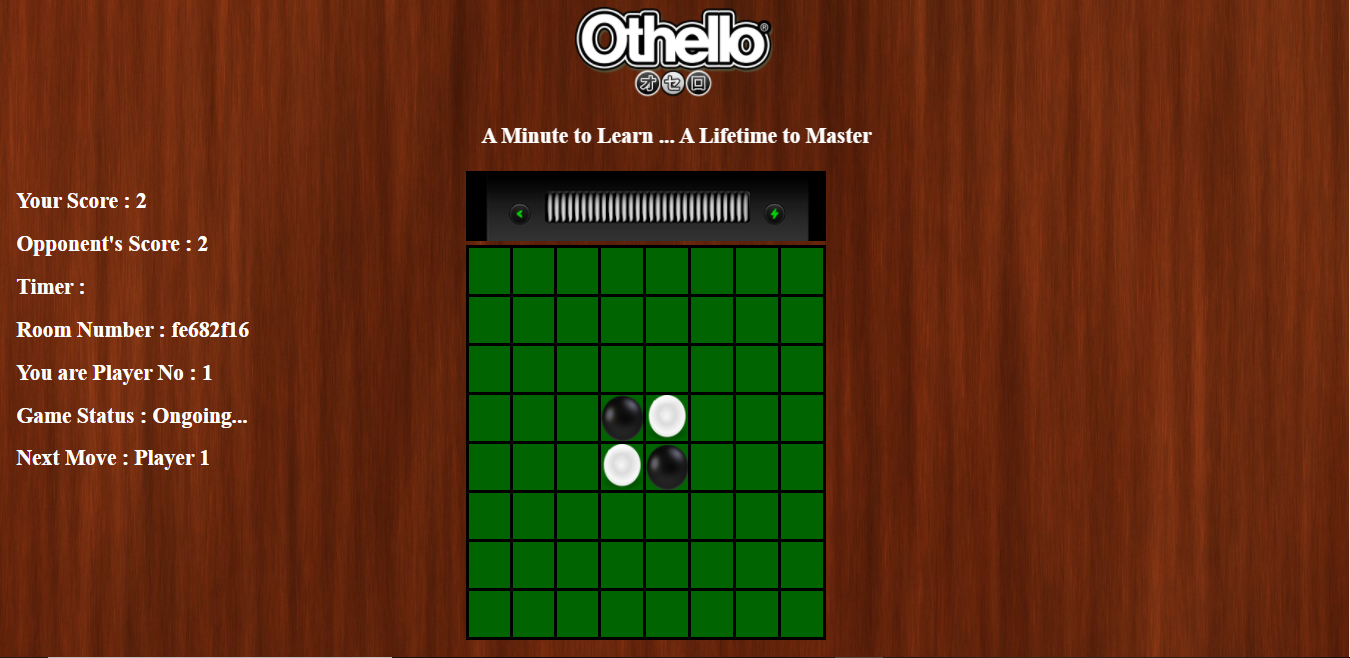 Othello®
オセロ
A Minute to Learn ... A Lifetime to Master
Your Score : 2
Opponent's Score : 2
Timer :
Room Number : fe682f16
You are Player No : 1
Game Status : Ongoing...
Next Move : Player 1